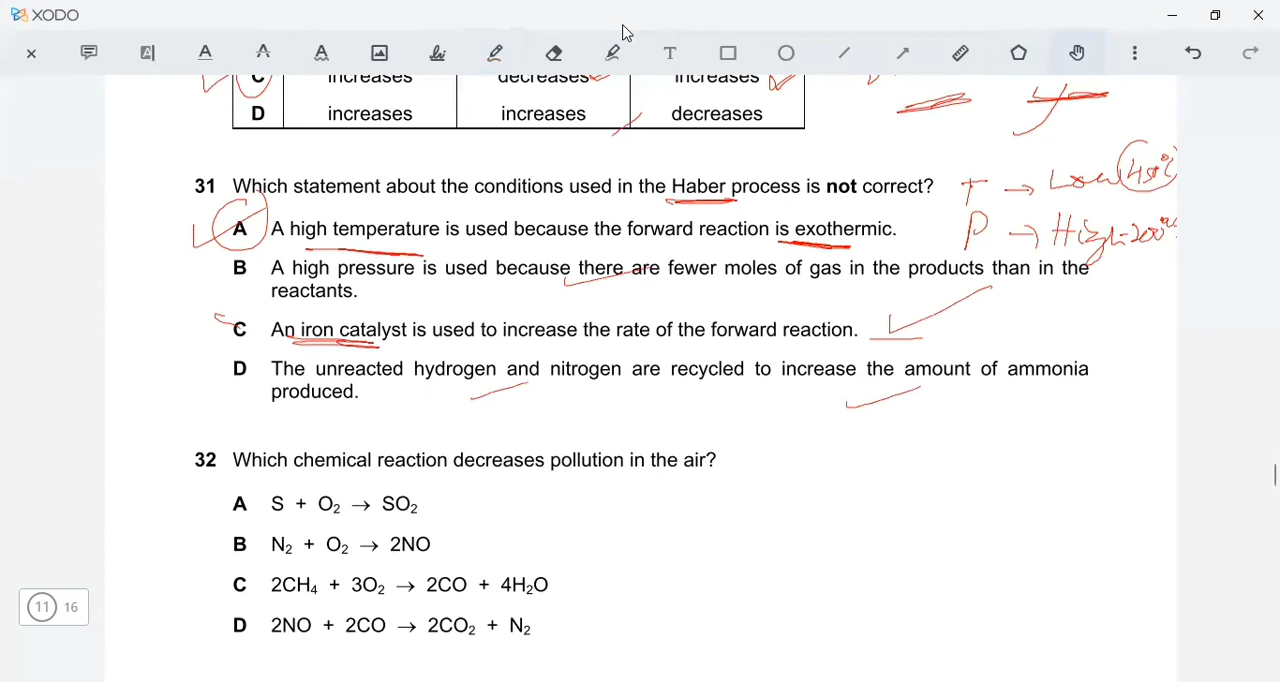 XODO
C increases decreases increases
D increases increases decreases
31 Which statement about the conditions used in the Haber process is not correct?
T → Low (450°C)
A A high temperature is used because the forward reaction is exothermic.
P → High - 200
B A high pressure is used because there are fewer moles of gas in the products than in the
reactants.
C An iron catalyst is used to increase the rate of the forward reaction.
D The unreacted hydrogen and nitrogen are recycled to increase the amount of ammonia
produced.
32 Which chemical reaction decreases pollution in the air?
A S + O₂ → SO₂
B N₂ + O₂ → 2NO
C 2CH₄ + 3O₂ → 2CO + 4H₂O
D 2NO + 2CO → 2CO₂ + N₂
11 16